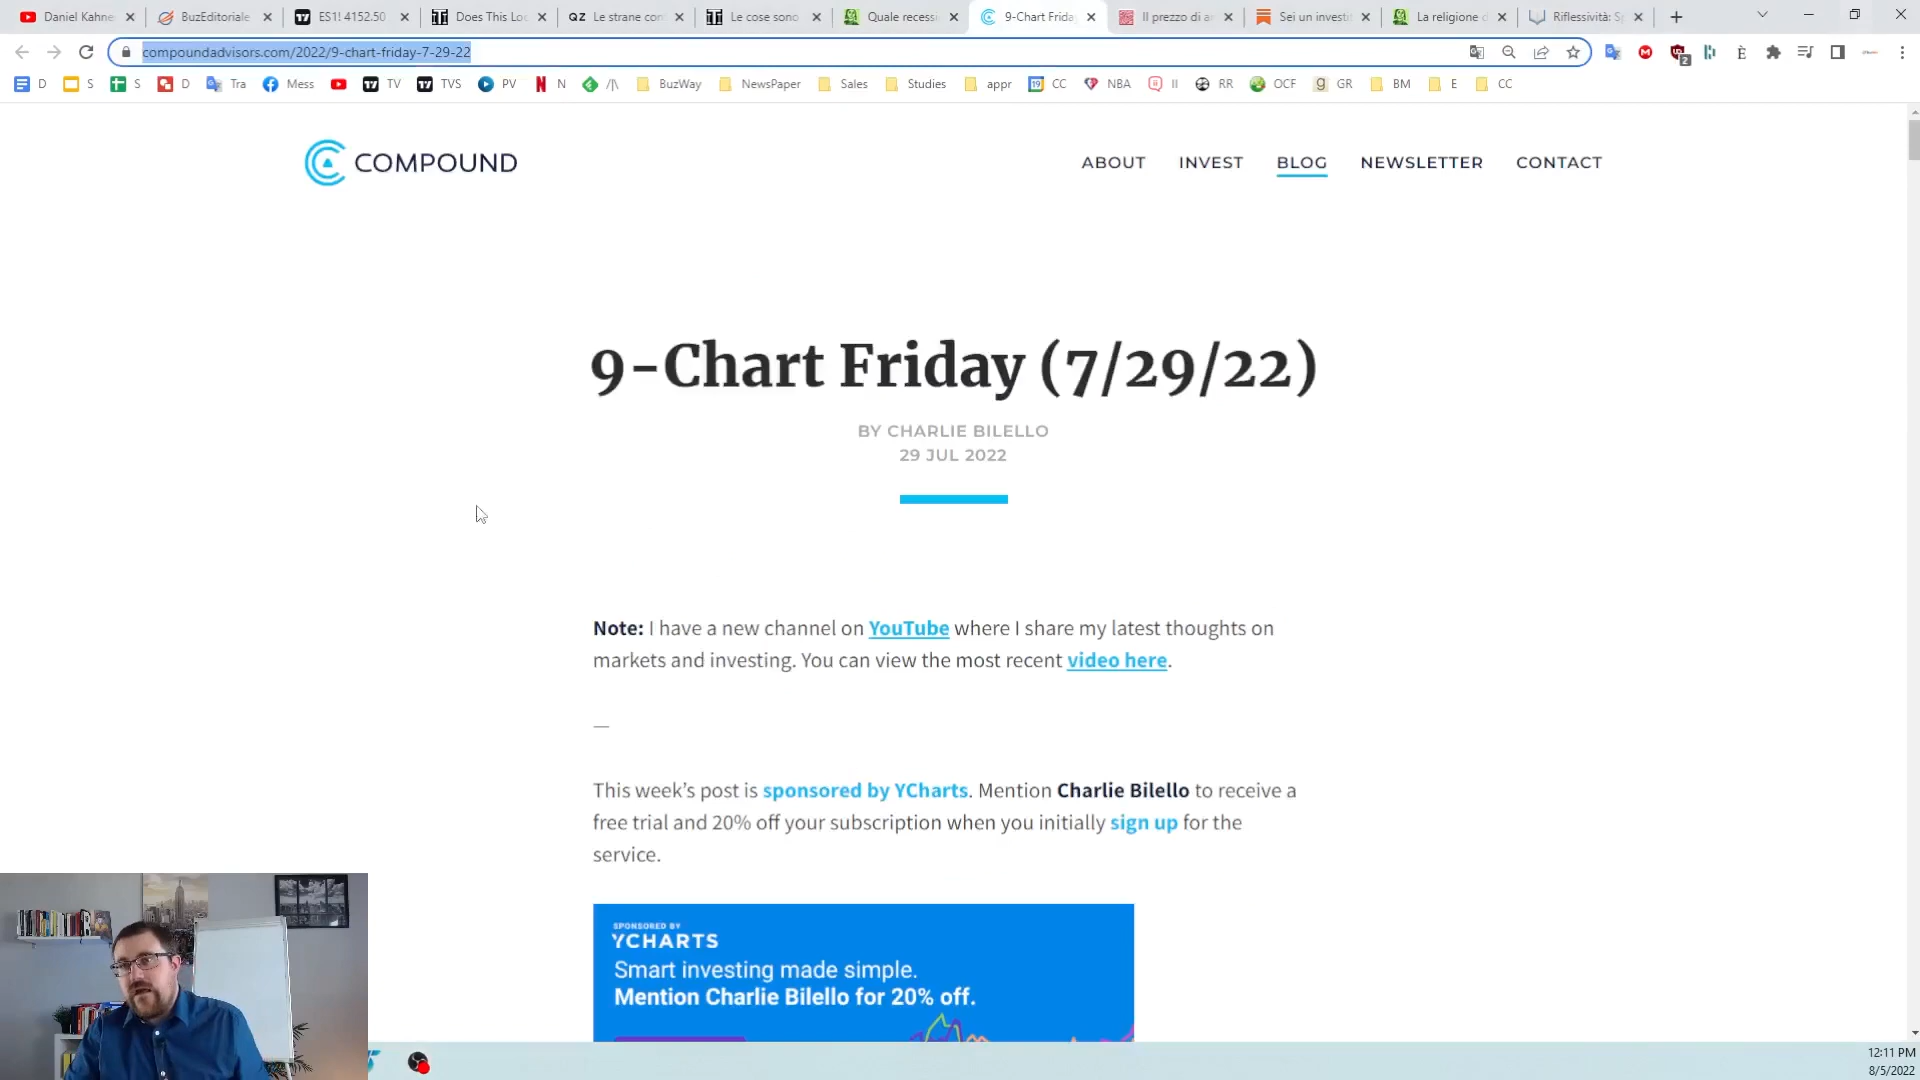 Daniel Kahne
BuzEditoriale
ES1! 4152.50
Does This Loo
Le strane con
Le cose sono
Quale recessi
9-Chart Frida
Il prezzo di a
Sei un investi
La religione d
Riflessività: S
compoundadvisors.com/2022/9-chart-friday-7-29-22
D S S D Tra Mess TV TVS PV N /|\ BuzWay NewsPaper Sales Studies appr CC NBA II RR OCF GR BM E CC
COMPOUND
ABOUT INVEST BLOG NEWSLETTER CONTACT
9-Chart Friday (7/29/22)
BY CHARLIE BILELLO
29 JUL 2022
Note: I have a new channel on YouTube where I share my latest thoughts on
markets and investing. You can view the most recent video here.
—
This week’s post is sponsored by YCharts. Mention Charlie Bilello to receive a
free trial and 20% off your subscription when you initially sign up for the
service.
SPONSORED BY
YCHARTS
Smart investing made simple.
Mention Charlie Bilello for 20% off.
12:11 PM
8/5/2022